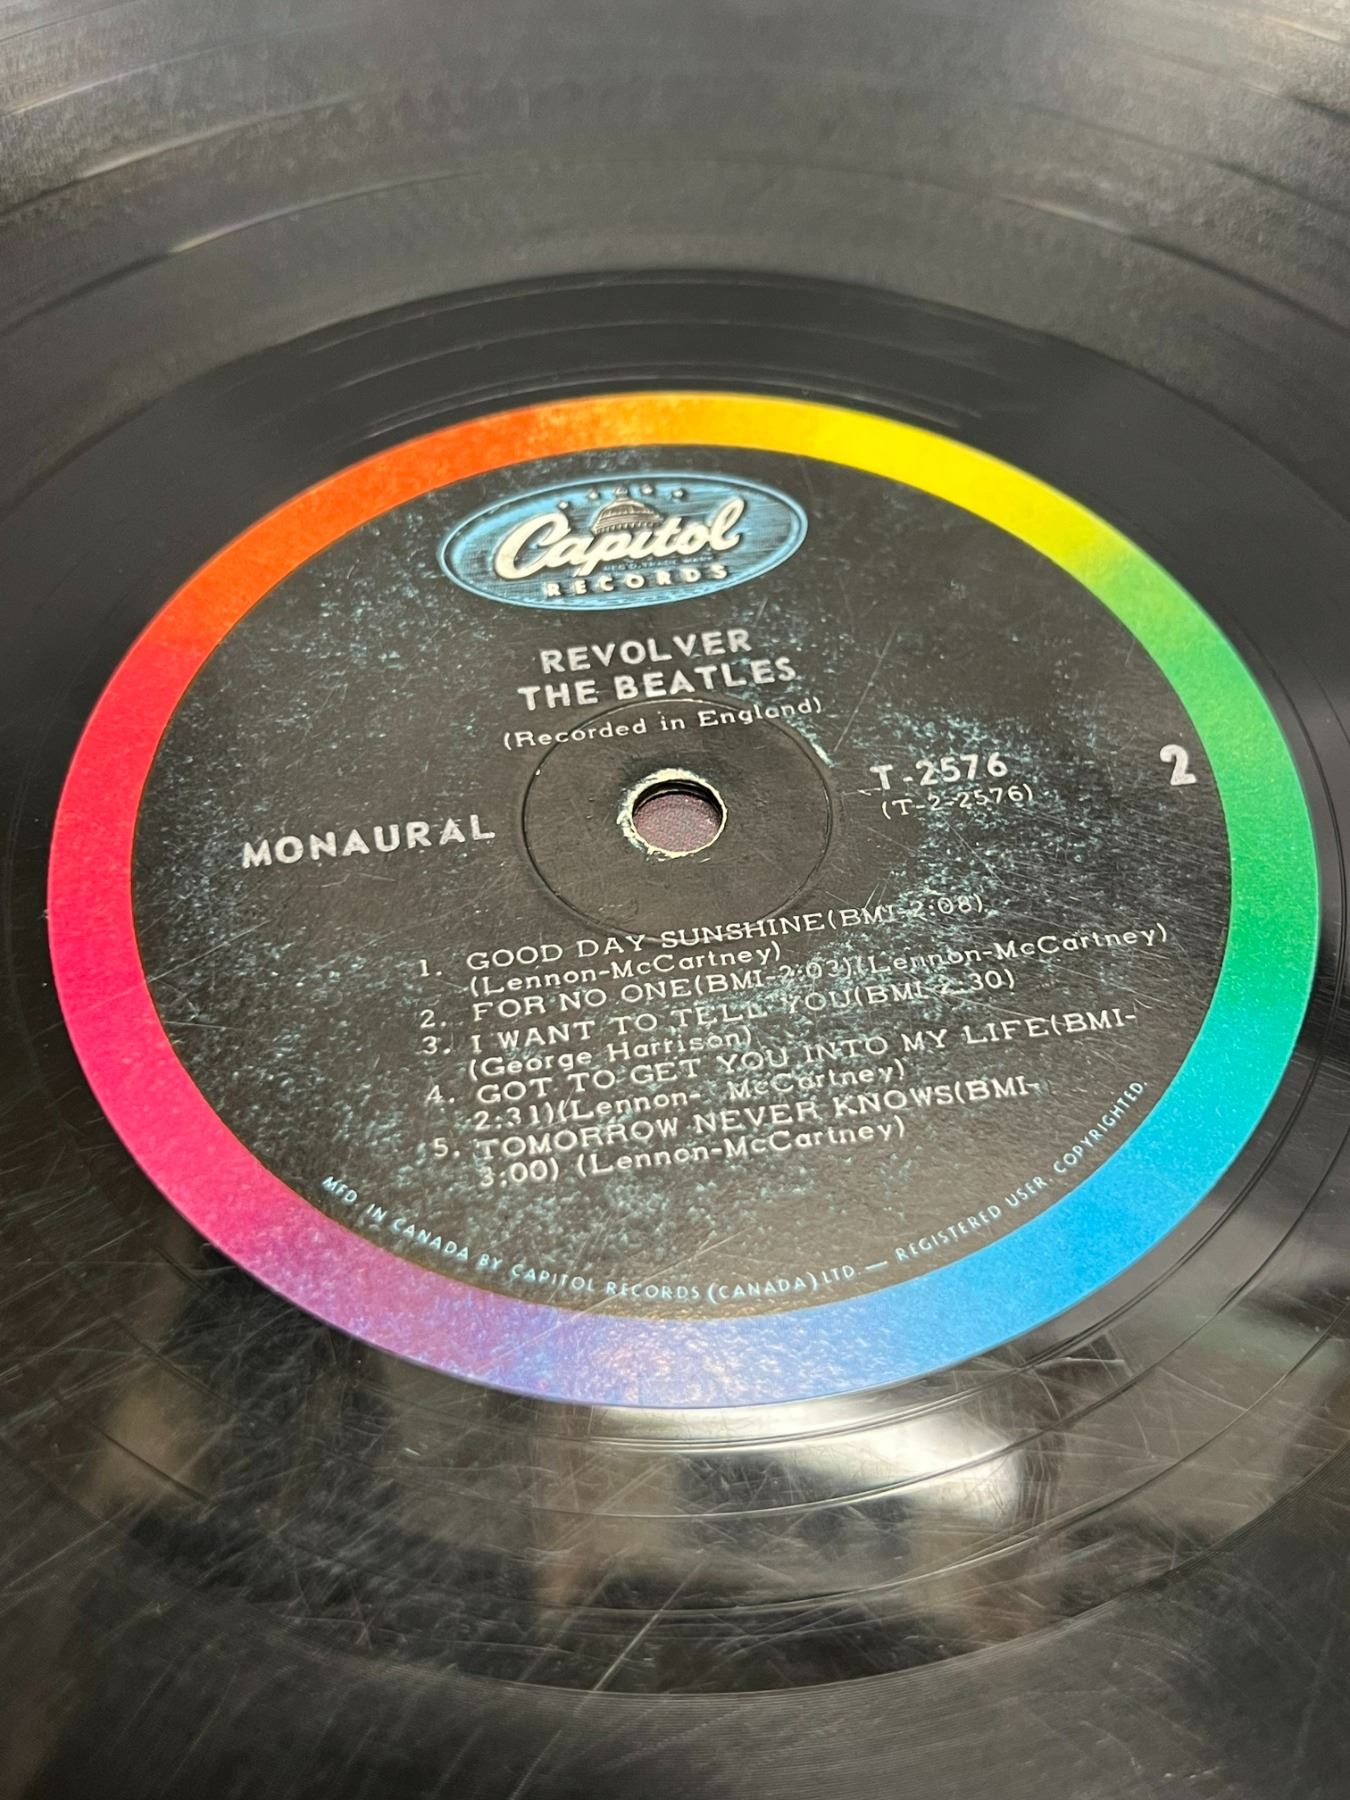 Capitol
REG'D. TRADE MARK
RECORDS
REVOLVER
THE BEATLES
(Recorded in England)
T-2576
(T-2-2576)
2
MONAURAL
1. GOOD DAY SUNSHINE(BMI-2:08)
(Lennon-McCartney)
2. FOR NO ONE(BMI-2:03)(Lennon-McCartney)
3. I WANT TO TELL YOU(BMI-2:30)
(George Harrison)
4. GOT TO GET YOU INTO MY LIFE(BMI-
2:31)(Lennon- McCartney)
5. TOMORROW NEVER KNOWS(BMI-
3:00) (Lennon-McCartney)
MFD. IN CANADA BY CAPITOL RECORDS (CANADA) LTD. — REGISTERED USER. COPYRIGHTED.